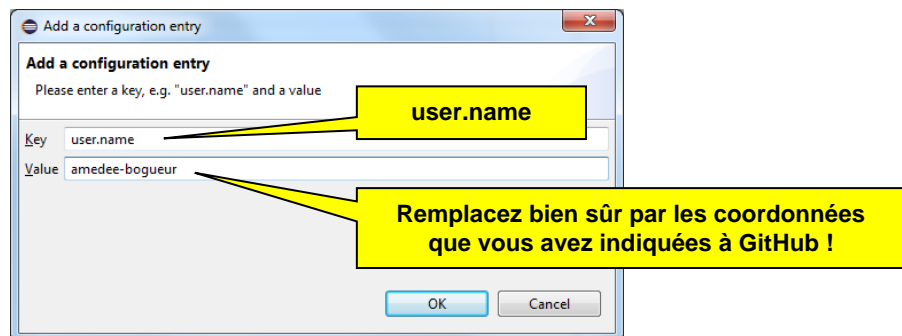 Add a configuration entry
Add a configuration entry
Please enter a key, e.g. "user.name" and a value
user.name
Key user.name
Value amedee-bogueur
Remplacez bien sûr par les coordonnées
que vous avez indiquées à GitHub !
OK Cancel